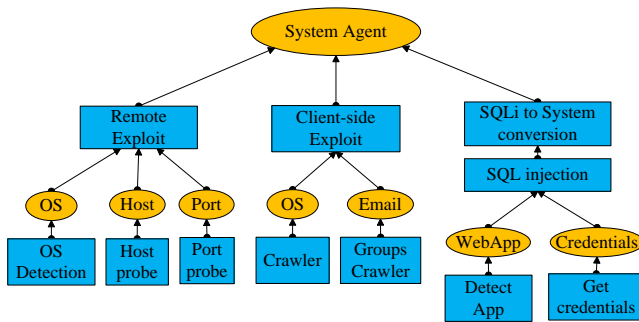 System Agent
Remote
Exploit
Client-side
Exploit
SQLi to System
conversion
SQL injection
OS
Host
Port
OS
Email
WebApp
Credentials
OS
Detection
Host
probe
Port
probe
Crawler
Groups
Crawler
Detect
App
Get
credentials